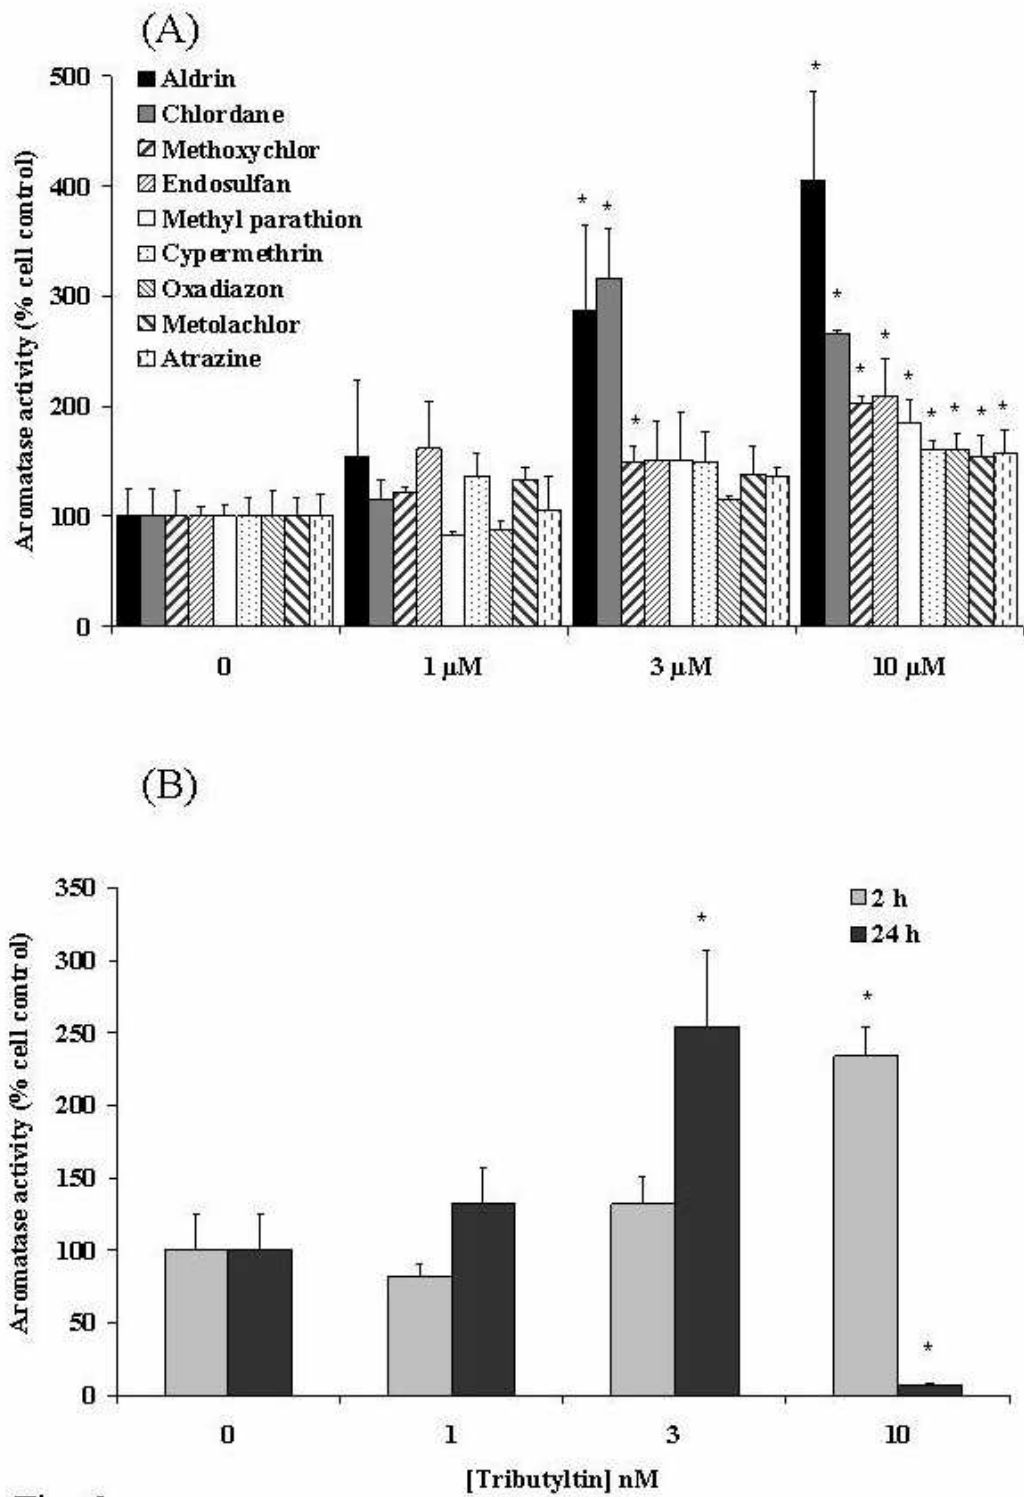 (A)
Aromatase activity (% cell control)
500
400
300
200
100
0
Aldrin
Chlordane
Methoxychlor
Endosulfan
Methyl parathion
Cypermethrin
Oxadiazon
Metolachlor
Atrazine
* * * * * * * * * * * *
0 1 µM 3 µM 10 µM
(B)
Aromatase activity (% cell control)
350
300
250
200
150
100
50
0
2 h
24 h
* * *
0 1 3 10
[Tributyltin] nM